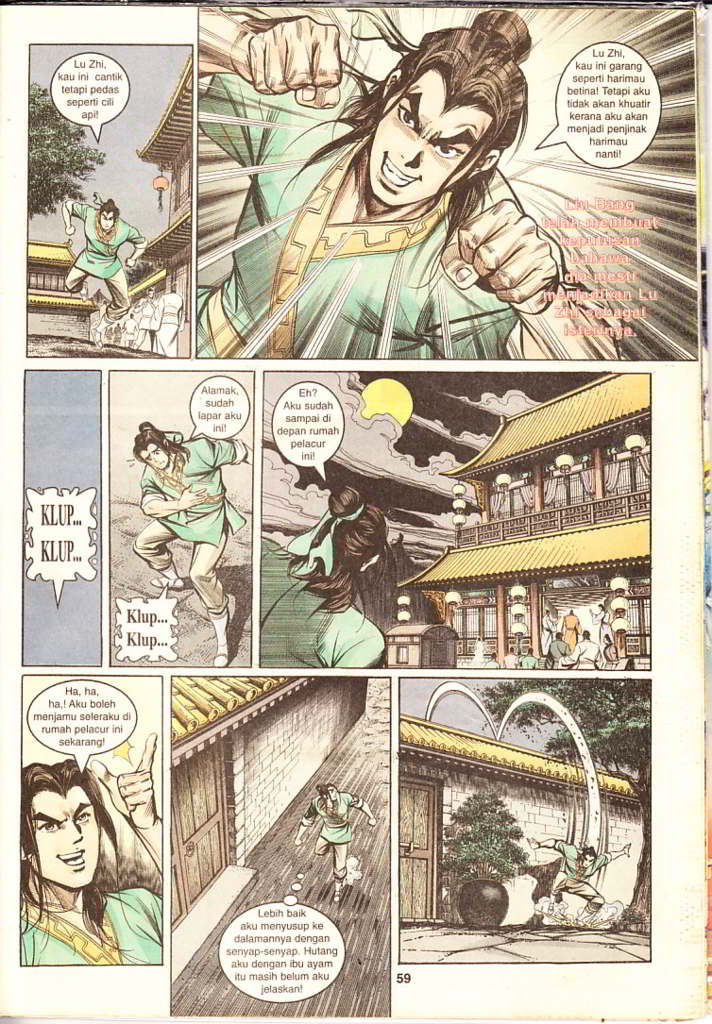 Lu Zhi,
kau ini cantik
tetapi pedas
seperti cili
api!
Lu Zhi,
kau ini garang
seperti harimau
betina! Tetapi aku
tidak akan khuatir
kerana aku akan
menjadi penjinak
harimau
nanti!
Liu Bang
telah membuat
keputusan
bahawa
dia mesti
menjadikan Lu
Zhi sebagai
isterinya.
KLUP...
KLUP...
Alamak,
sudah
lapar aku
ini!
Klup...
Klup...
Eh?
Aku sudah
sampai di
depan rumah
pelacur
ini!
Ha, ha,
ha,! Aku boleh
menjamu seleraku di
rumah pelacur ini
sekarang!
Lebih baik
aku menyusup ke
dalamannya dengan
senyap-senyap. Hutang
aku dengan ibu ayam
itu masih belum aku
jelaskan!
59